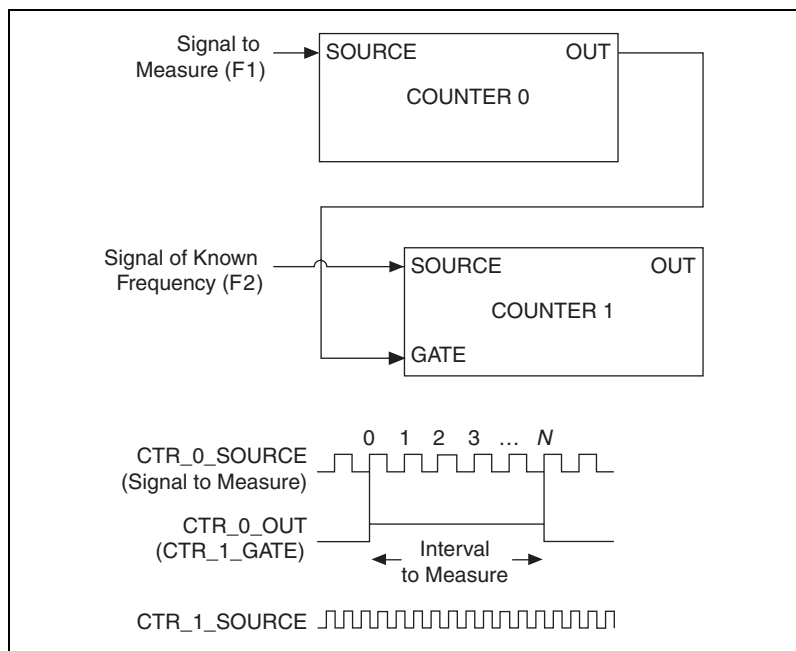 Signal to
Measure (F1)
SOURCE
OUT
COUNTER 0
Signal of Known
Frequency (F2)
SOURCE
OUT
COUNTER 1
GATE
0 1 2 3 … N
CTR_0_SOURCE
(Signal to Measure)
CTR_0_OUT
(CTR_1_GATE)
Interval
to Measure
CTR_1_SOURCE